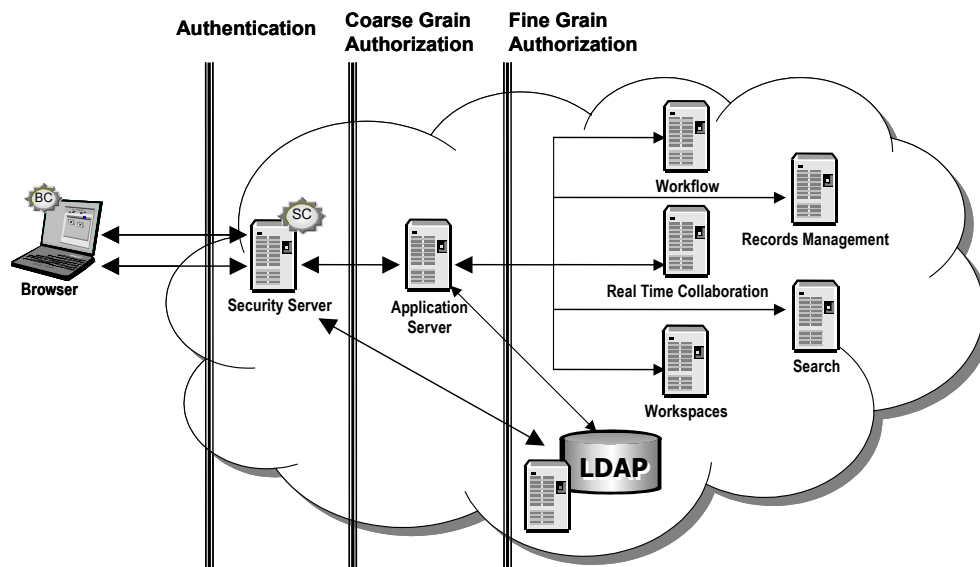 Authentication
Coarse Grain
Authorization
Fine Grain
Authorization
BC
Browser
SC
Security Server
Application
Server
Workflow
Records Management
Real Time Collaboration
Search
Workspaces
LDAP